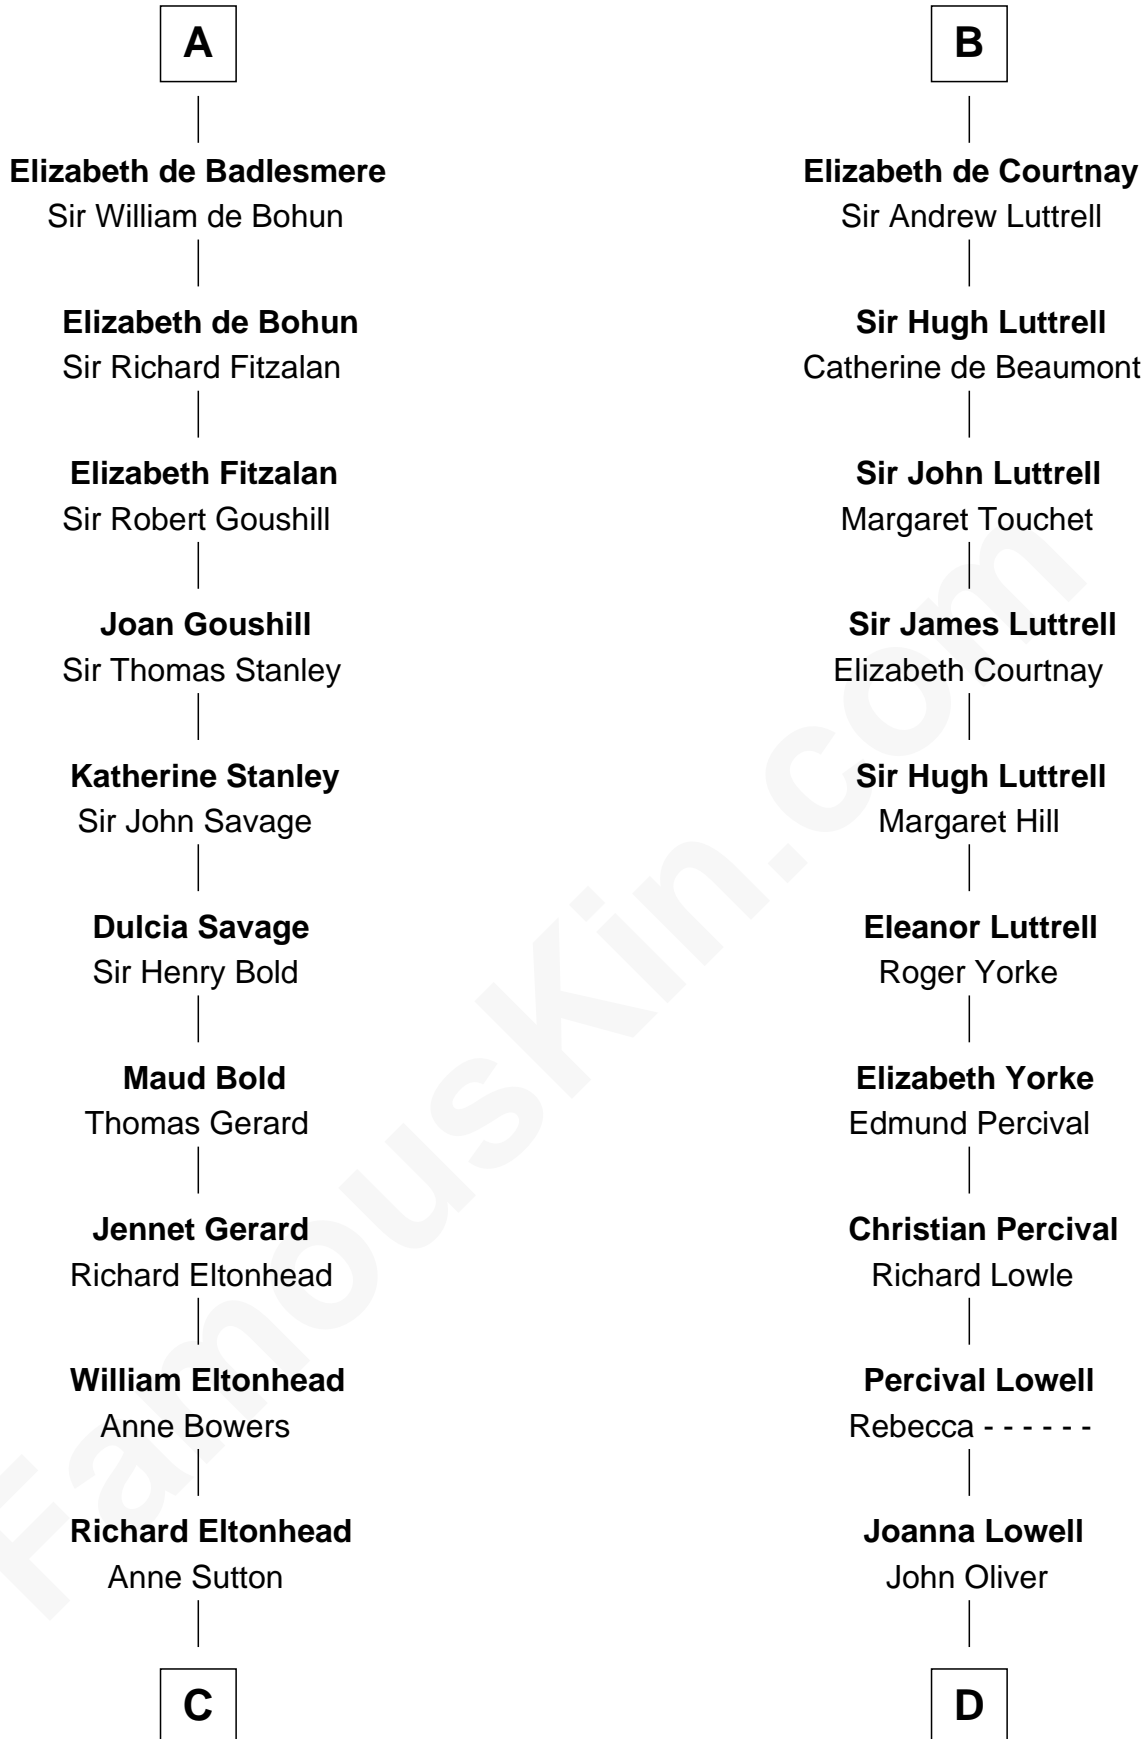 A
Elizabeth de Badlesmere
Sir William de Bohun
Elizabeth de Bohun
Sir Richard Fitzalan
Elizabeth Fitzalan
Sir Robert Goushill
Joan Goushill
Sir Thomas Stanley
Katherine Stanley
Sir John Savage
Dulcia Savage
Sir Henry Bold
Maud Bold
Thomas Gerard
Jennet Gerard
Richard Eltonhead
William Eltonhead
Anne Bowers
Richard Eltonhead
Anne Sutton
C
B
Elizabeth de Courtnay
Sir Andrew Luttrell
Sir Hugh Luttrell
Catherine de Beaumont
Sir John Luttrell
Margaret Touchet
Sir James Luttrell
Elizabeth Courtnay
Sir Hugh Luttrell
Margaret Hill
Eleanor Luttrell
Roger Yorke
Elizabeth Yorke
Edmund Percival
Christian Percival
Richard Lowle
Percival Lowell
Rebecca - - - - - -
Joanna Lowell
John Oliver
D
FamousKin.com